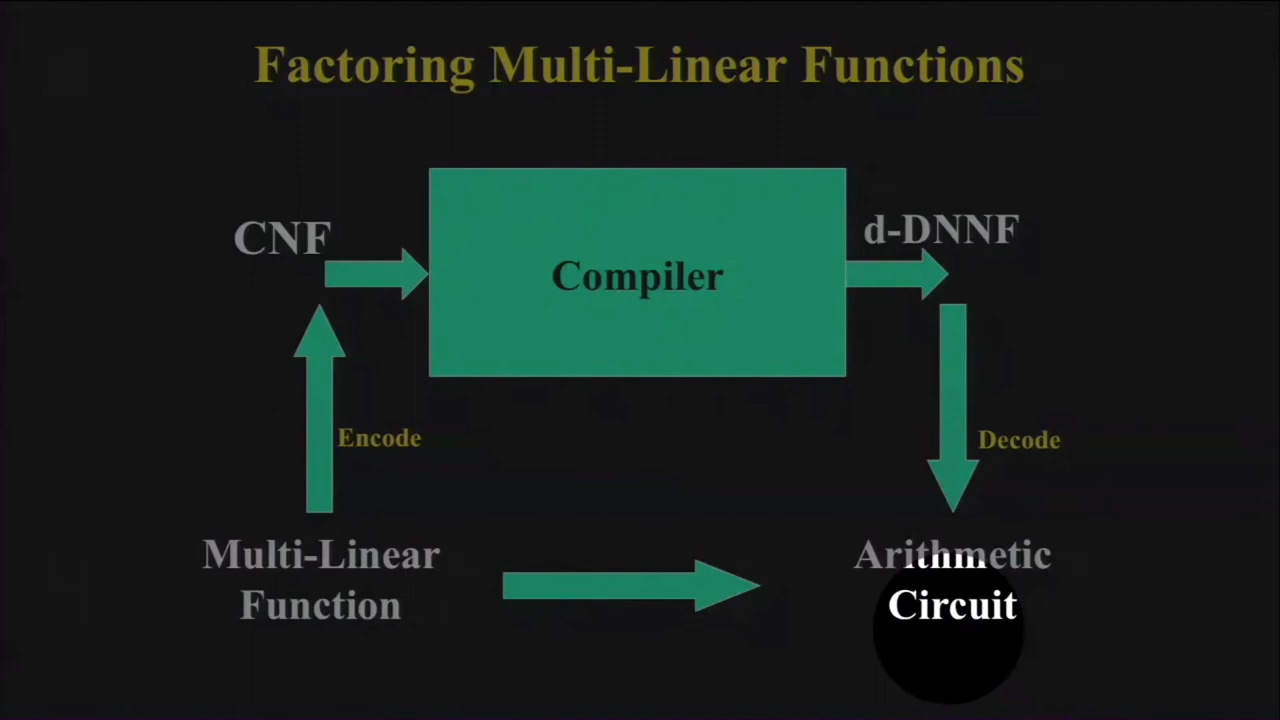 Factoring Multi-Linear Functions
CNF
d-DNNF
Compiler
Encode
Decode
Multi-Linear
Function
Arithmetic
Circuit